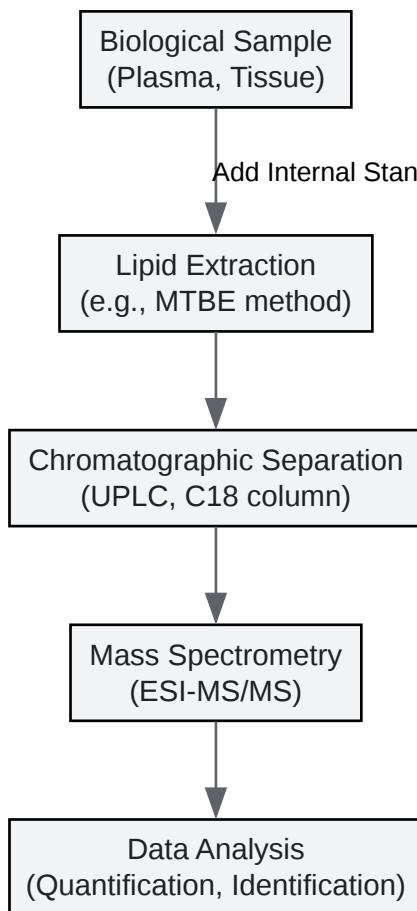 Biological Sample
(Plasma, Tissue)
Add Internal Stan
Lipid Extraction
(e.g., MTBE method)
Chromatographic Separation
(UPLC, C18 column)
Mass Spectrometry
(ESI-MS/MS)
Data Analysis
(Quantification, Identification)